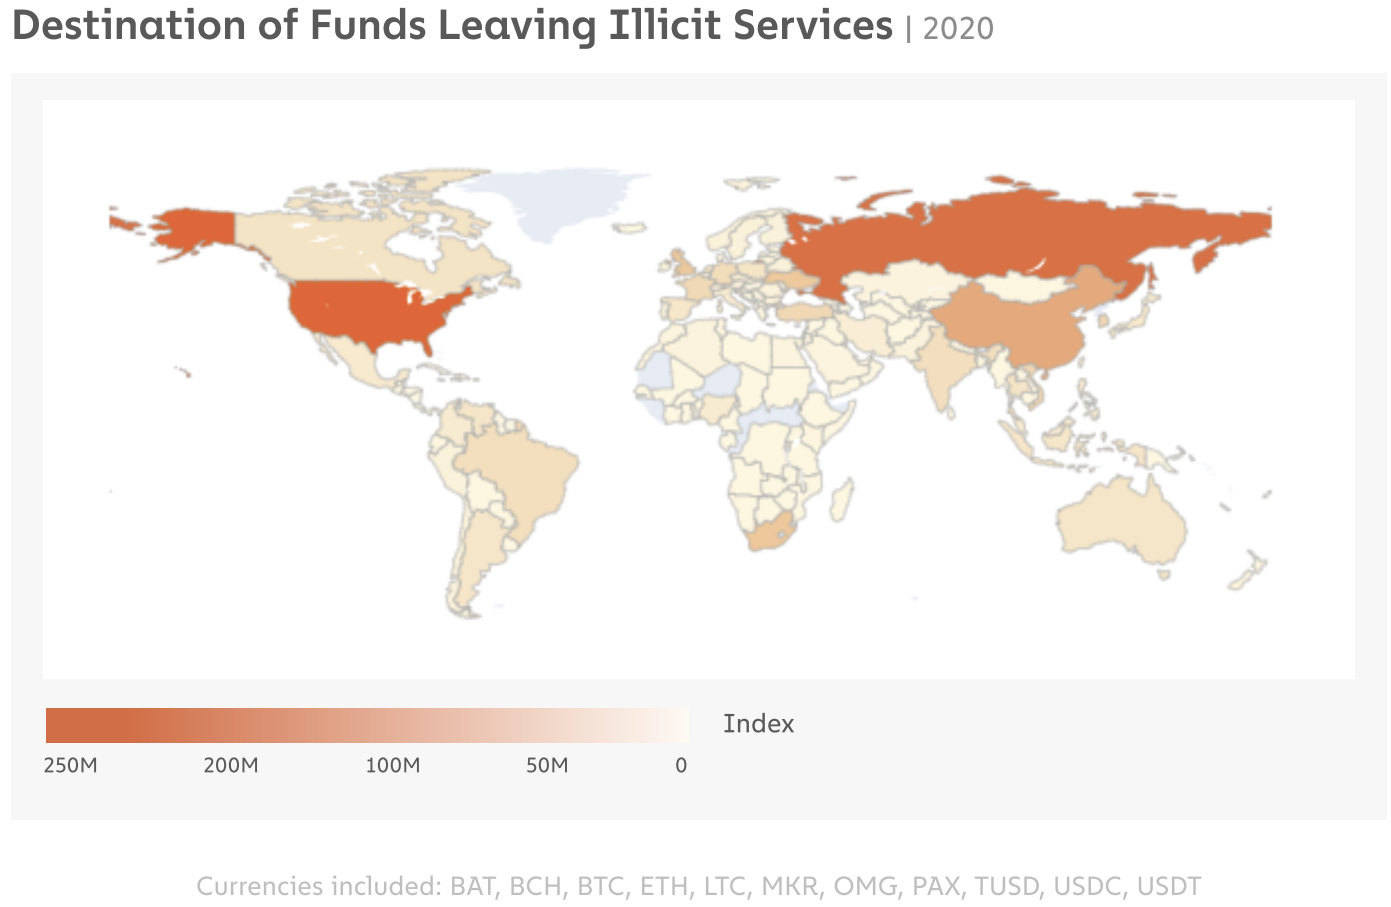 Destination of Funds Leaving Illicit Services | 2020
250M 200M 100M 50M 0 Index
Currencies included: BAT, BCH, BTC, ETH, LTC, MKR, OMG, PAX, TUSD, USDC, USDT